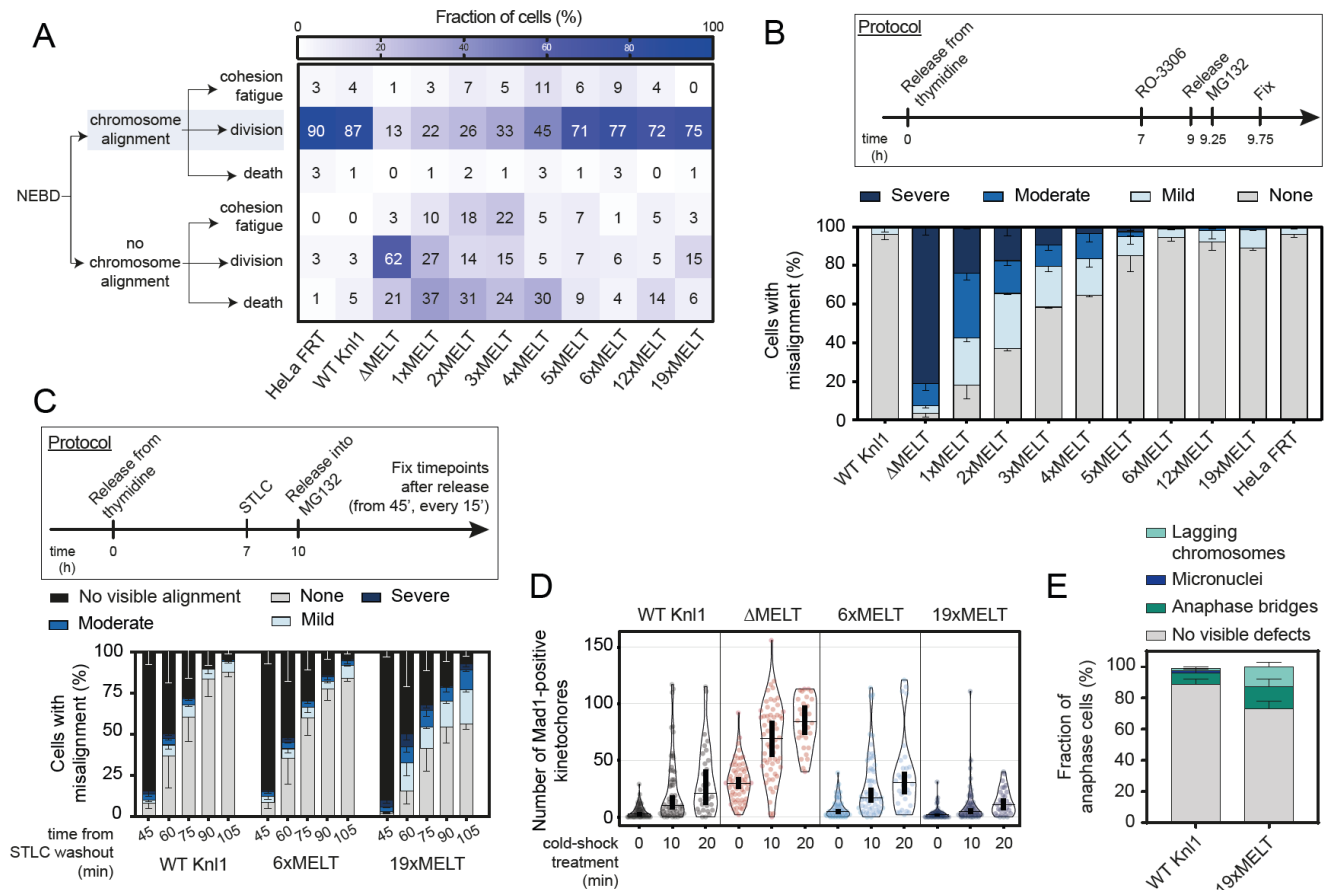 A
Fraction of cells (%)
0 20 40 60 80 100
cohesion
fatigue
3 4 1 3 7 5 11 6 9 4 0
chromosome
alignment
division
90 87 13 22 26 33 45 71 77 72 75
death
3 1 0 1 2 1 3 1 3 0 1
NEBD
cohesion
fatigue
0 0 3 10 18 22 5 7 1 5 3
no
chromosome
alignment
division
3 3 62 27 14 15 5 7 6 5 15
death
1 5 21 37 31 24 30 9 4 14 6
HeLa FRT
WT Knl1
ΔMELT
1xMELT
2xMELT
3xMELT
4xMELT
5xMELT
6xMELT
12xMELT
19xMELT
B
Protocol
Release from
thymidine
RO-3306
Release
MG132
Fix
time
(h)
0 7 9 9.25 9.75
Severe Moderate Mild None
Cells with
misalignment (%)
100
80
60
40
20
0
WT Knl1
ΔMELT
1xMELT
2xMELT
3xMELT
4xMELT
5xMELT
6xMELT
12xMELT
19xMELT
HeLa FRT
C
Protocol
Release from
thymidine
STLC
Release into
MG132
Fix timepoints
after release
(from 45', every 15')
time
(h)
0 7 10
No visible alignment None Severe
Moderate Mild
Cells with
misalignment (%)
100
75
50
25
0
time from
STLC washout
(min)
45 60 75 90 105 45 60 75 90 105 45 60 75 90 105
WT Knl1 6xMELT 19xMELT
D
WT Knl1 ΔMELT 6xMELT 19xMELT
Number of Mad1-positive
kinetochores
150
100
50
0
cold-shock
treatment
(min)
0 10 20 0 10 20 0 10 20 0 10 20
E
Lagging
chromosomes
Micronuclei
Anaphase bridges
No visible defects
Fraction of
anaphase cells (%)
100
80
60
40
20
0
WT Knl1
19xMELT